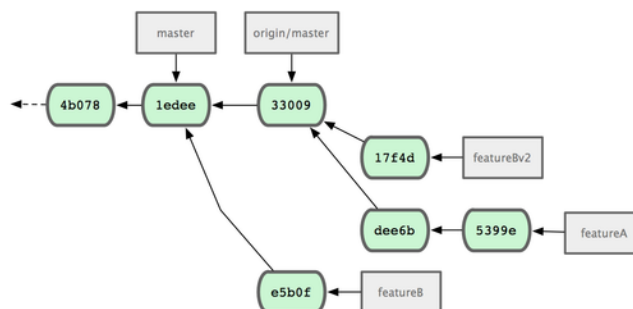 master
origin/master
4b078
1edee
33009
17f4d
featureBv2
dee6b
5399e
featureA
e5b0f
featureB